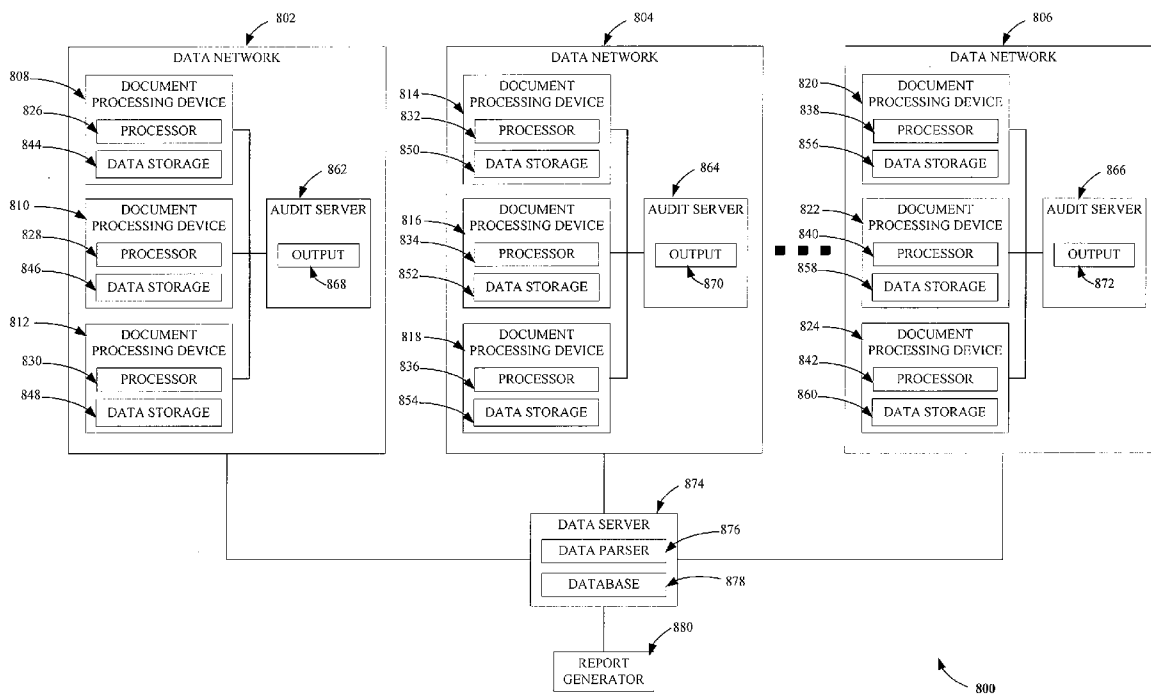 802
804
806
DATA NETWORK
808
DOCUMENT
PROCESSING DEVICE
826
PROCESSOR
844
DATA STORAGE
810
DOCUMENT
PROCESSING DEVICE
828
PROCESSOR
846
DATA STORAGE
812
DOCUMENT
PROCESSING DEVICE
830
PROCESSOR
848
DATA STORAGE
862
AUDIT SERVER
OUTPUT
868
DATA NETWORK
814
DOCUMENT
PROCESSING DEVICE
832
PROCESSOR
850
DATA STORAGE
816
DOCUMENT
PROCESSING DEVICE
834
PROCESSOR
852
DATA STORAGE
818
DOCUMENT
PROCESSING DEVICE
836
PROCESSOR
854
DATA STORAGE
864
AUDIT SERVER
OUTPUT
870
DATA NETWORK
820
DOCUMENT
PROCESSING DEVICE
838
PROCESSOR
856
DATA STORAGE
822
DOCUMENT
PROCESSING DEVICE
840
PROCESSOR
858
DATA STORAGE
824
DOCUMENT
PROCESSING DEVICE
842
PROCESSOR
860
DATA STORAGE
866
AUDIT SERVER
OUTPUT
872
874
DATA SERVER
DATA PARSER
876
DATABASE
878
880
REPORT
GENERATOR
800